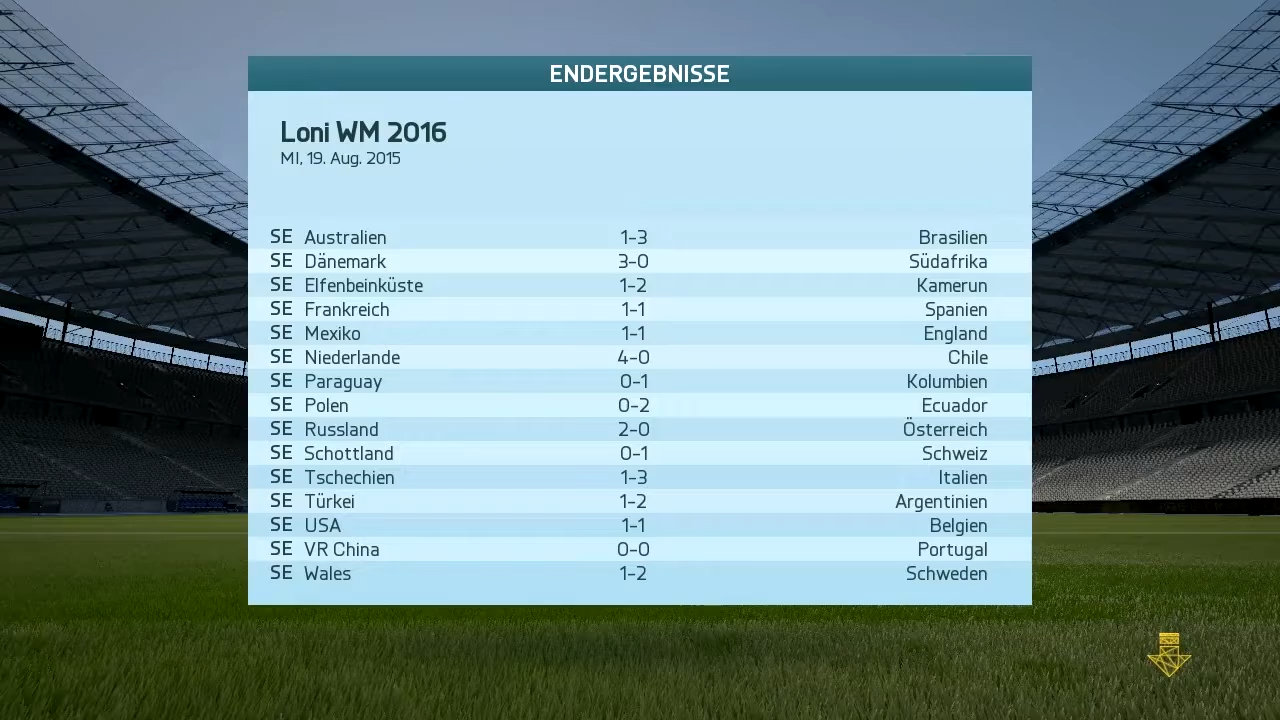 ENDERGEBNISSE
Loni WM 2016
MI, 19. Aug. 2015
SE Australien 1-3 Brasilien
SE Dänemark 3-0 Südafrika
SE Elfenbeinküste 1-2 Kamerun
SE Frankreich 1-1 Spanien
SE Mexiko 1-1 England
SE Niederlande 4-0 Chile
SE Paraguay 0-1 Kolumbien
SE Polen 0-2 Ecuador
SE Russland 2-0 Österreich
SE Schottland 0-1 Schweiz
SE Tschechien 1-3 Italien
SE Türkei 1-2 Argentinien
SE USA 1-1 Belgien
SE VR China 0-0 Portugal
SE Wales 1-2 Schweden